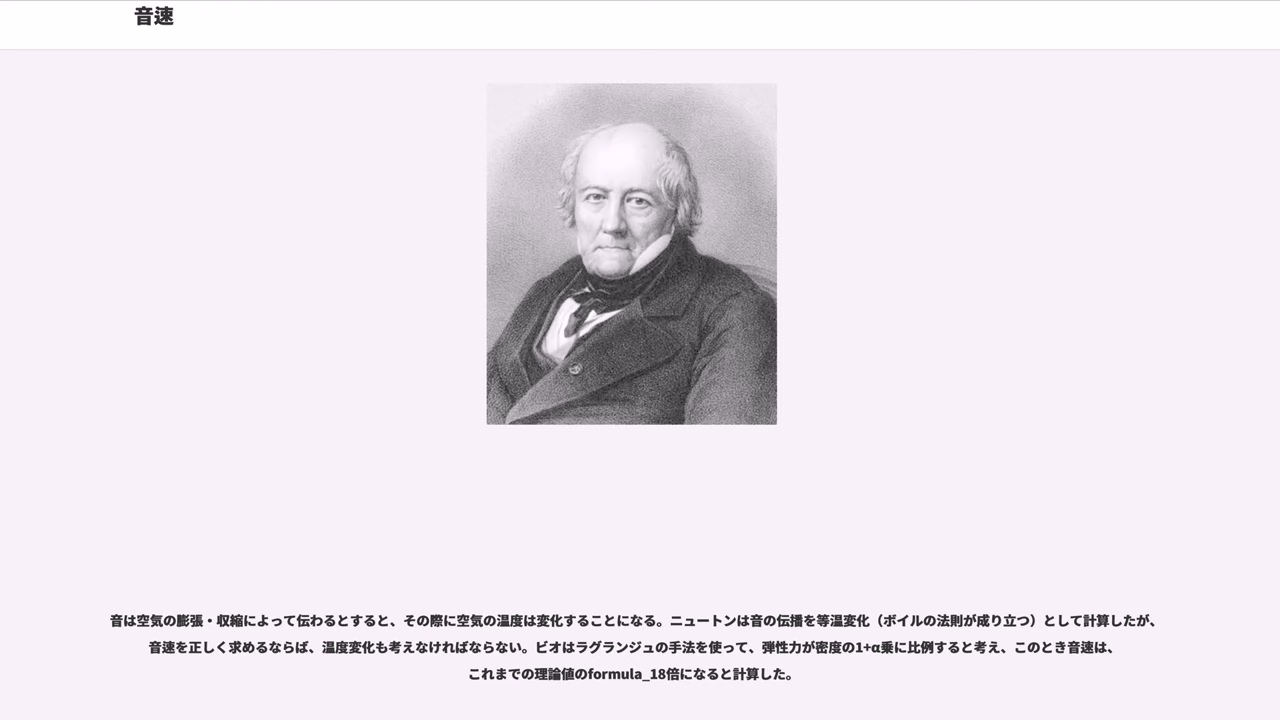 音速
音は空気の膨張・収縮によって伝わるとすると、その際に空気の温度は変化することになる。ニュートンは音の伝播を等温変化（ボイルの法則が成り立つ）として計算したが、
音速を正しく求めるならば、温度変化も考えなければならない。ビオはラグランジュの手法を使って、弾性力が密度の1+α乗に比例すると考え、このとき音速は、
これまでの理論値のformula_18倍になると計算した。